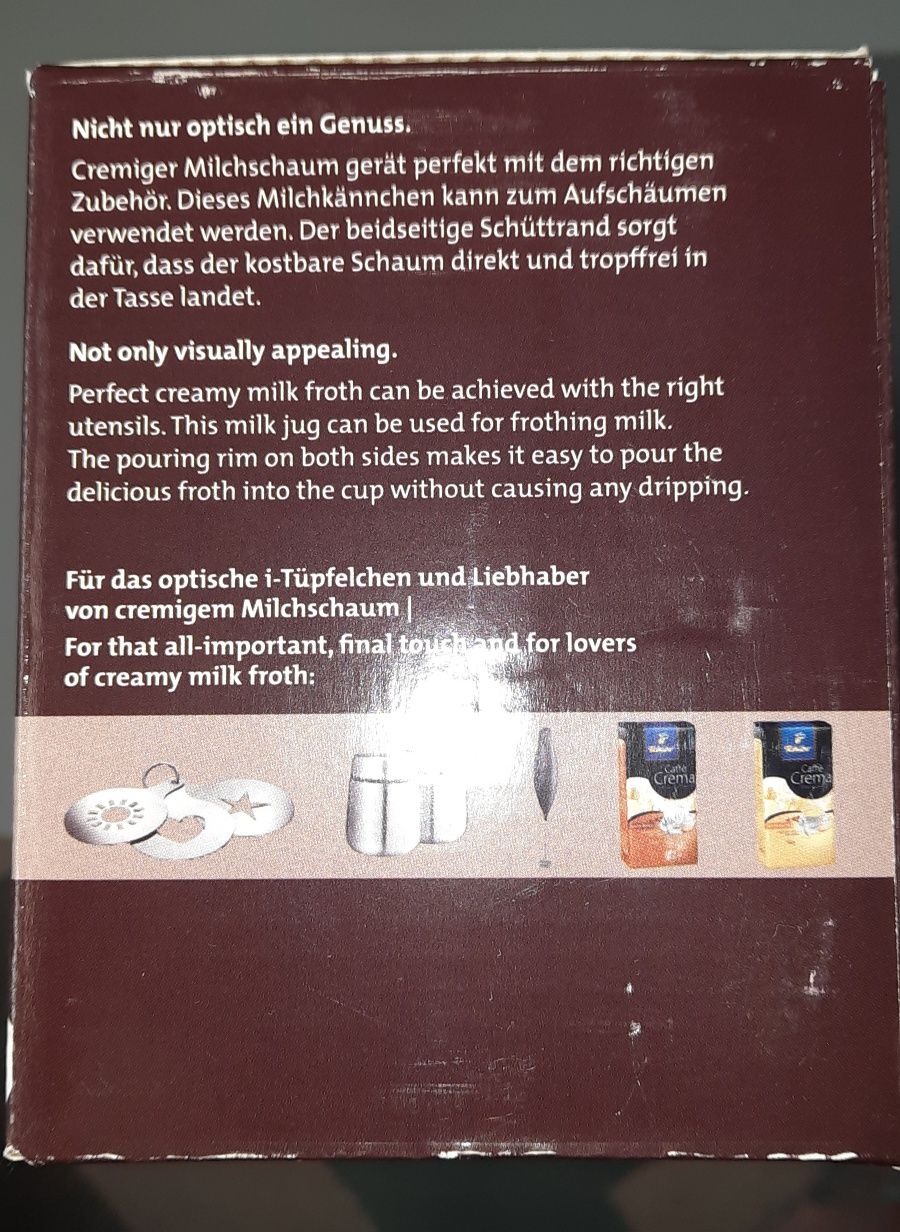 Nicht nur optisch ein Genuss.
Cremiger Milchschaum gerät perfekt mit dem richtigen
Zubehör. Dieses Milchkännchen kann zum Aufschäumen
verwendet werden. Der beidseitige Schüttrand sorgt
dafür, dass der kostbare Schaum direkt und tropffrei in
der Tasse landet.
Not only visually appealing.
Perfect creamy milk froth can be achieved with the right
utensils. This milk jug can be used for frothing milk.
The pouring rim on both sides makes it easy to pour the
delicious froth into the cup without causing any dripping.
Für das optische i-Tüpfelchen und Liebhaber
von cremigem Milchschaum |
For that all-important, final touch and for lovers
of creamy milk froth:
Tchibo Tchibo
Caffè Caffè
Crema Crema